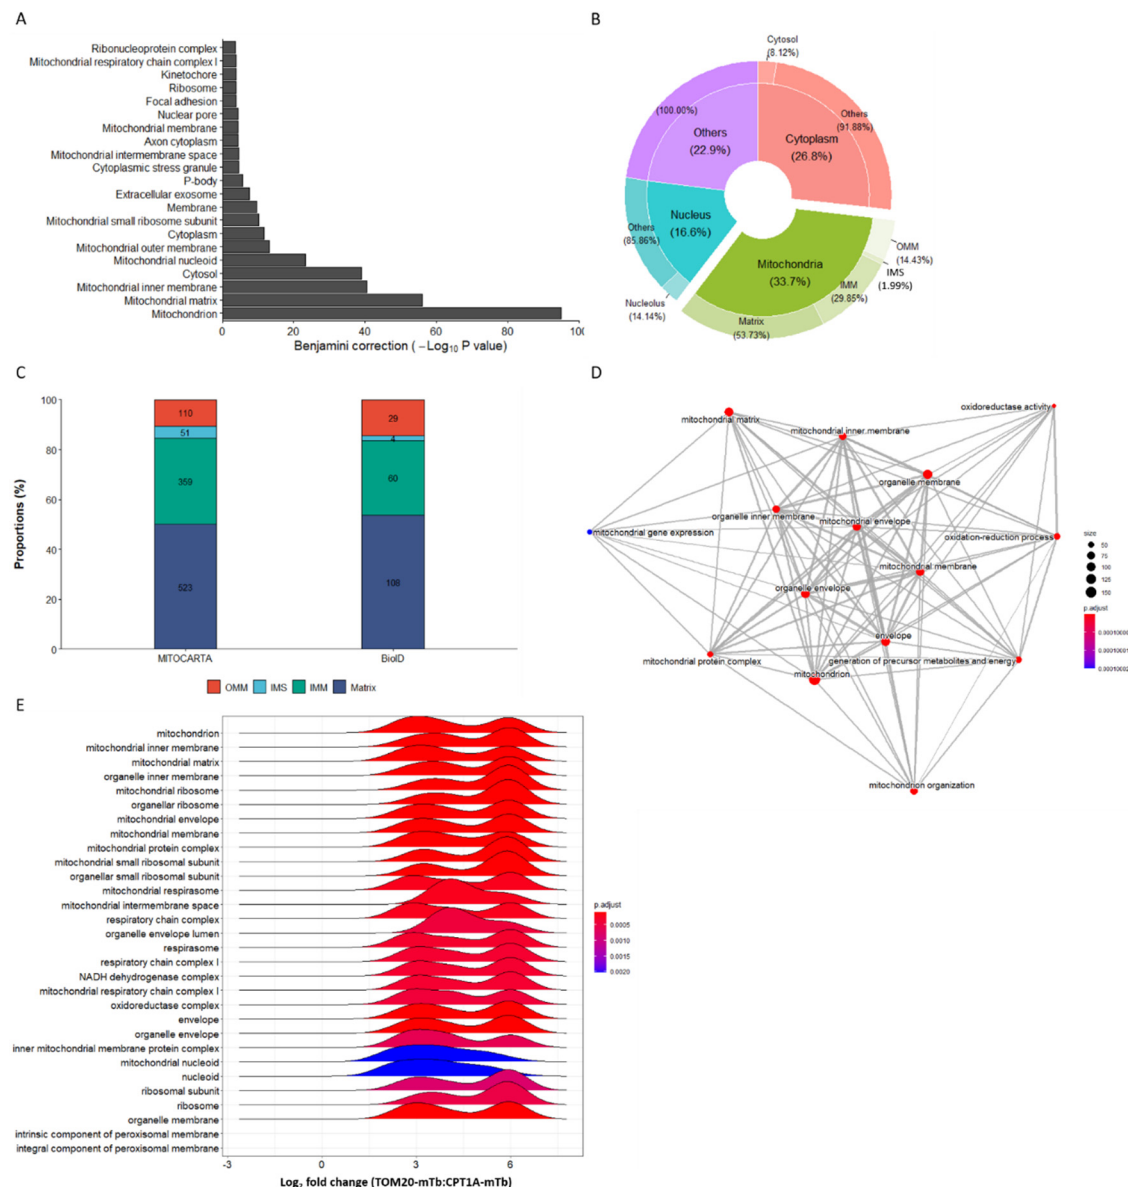 A
Ribonucleoprotein complex
Mitochondrial respiratory chain complex I
Kinetochore
Ribosome
Focal adhesion
Nuclear pore
Mitochondrial membrane
Axon cytoplasm
Mitochondrial intermembrane space
Cytoplasmic stress granule
P-body
Extracellular exosome
Membrane
Mitochondrial small ribosome subunit
Cytoplasm
Mitochondrial outer membrane
Mitochondrial nucleoid
Cytosol
Mitochondrial inner membrane
Mitochondrial matrix
Mitochondrion
0 20 40 60 80 100
Benjamini correction ( –Log10 P value)
B
Cytosol
(8.12%)
Others
(91.88%)
Cytoplasm
(26.8%)
(100.00%)
Others
(22.9%)
Nucleus
(16.6%)
Others
(85.86%)
Nucleolus
(14.14%)
Mitochondria
(33.7%)
OMM
(14.43%)
IMS
(1.99%)
IMM
(29.85%)
Matrix
(53.73%)
C
Proportions (%)
100
80
60
40
20
0
110
51
359
523
29
4
60
108
MITOCARTA BioID
OMM IMS IMM Matrix
D
mitochondrial matrix
oxidoreductase activity
mitochondrial inner membrane
organelle membrane
organelle inner membrane
mitochondrial envelope
mitochondrial gene expression
oxidation-reduction process
mitochondrial membrane
organelle envelope
envelope
mitochondrial protein complex
generation of precursor metabolites and energy
mitochondrion
mitochondrion organization
size
75
100
125
150
p.adjust
E
mitochondrion
mitochondrial inner membrane
mitochondrial matrix
organelle inner membrane
mitochondrial ribosome
organellar ribosome
mitochondrial envelope
mitochondrial membrane
mitochondrial protein complex
mitochondrial small ribosomal subunit
organellar small ribosomal subunit
mitochondrial respirasome
mitochondrial intermembrane space
respiratory chain complex
organelle envelope lumen
respirasome
respiratory chain complex I
NADH dehydrogenase complex
mitochondrial respiratory chain complex I
oxidoreductase complex
envelope
organelle envelope
inner mitochondrial membrane protein complex
mitochondrial nucleoid
nucleoid
ribosomal subunit
ribosome
organelle membrane
intrinsic component of peroxisomal membrane
integral component of peroxisomal membrane
-3 0 3 6
Log2 fold change (TOM20-mTb:CPT1A-mTb)
p.adjust
0.0005
0.0010
0.0015
0.0020